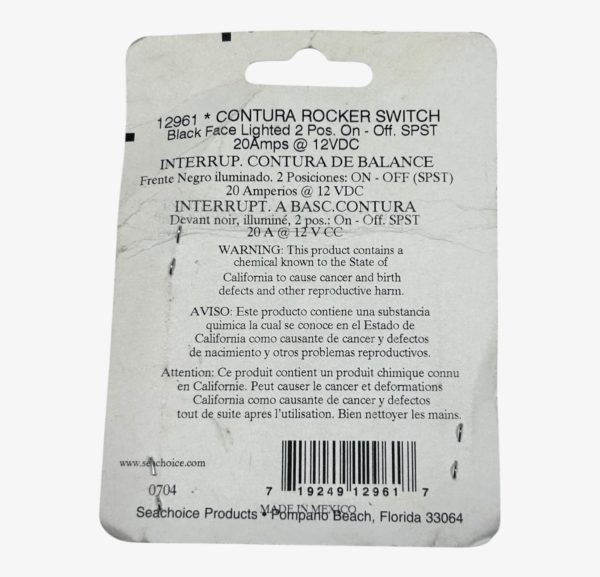 12961 * CONTURA ROCKER SWITCH
Black Face Lighted 2 Pos. On - Off. SPST
20Amps @ 12VDC
INTERRUP. CONTURA DE BALANCE
Frente Negro iluminado. 2 Posiciones: ON - OFF (SPST)
20 Amperios @ 12 VDC
INTERRUPT. A BASC.CONTURA
Devant noir, illuminé, 2 pos.: On - Off. SPST
20 A @ 12 V CC
WARNING: This product contains a
chemical known to the State of
California to cause cancer and birth
defects and other reproductive harm.
AVISO: Este producto contiene una substancia
quimica la cual se conoce en el Estado de
California como causante de cancer y defectos
de nacimiento y otros problemas reproductivos.
Attention: Ce produit contient un produit chimique connu
en Californie. Peut causer le cancer et deformations
California como causante de cancer y defectos
tout de suite apres l'utilisation. Bien nettoyer les mains.
www.seachoice.com
0704
7 19249 12961 7
MADE IN MEXICO
Seachoice Products • Pompano Beach, Florida 33064